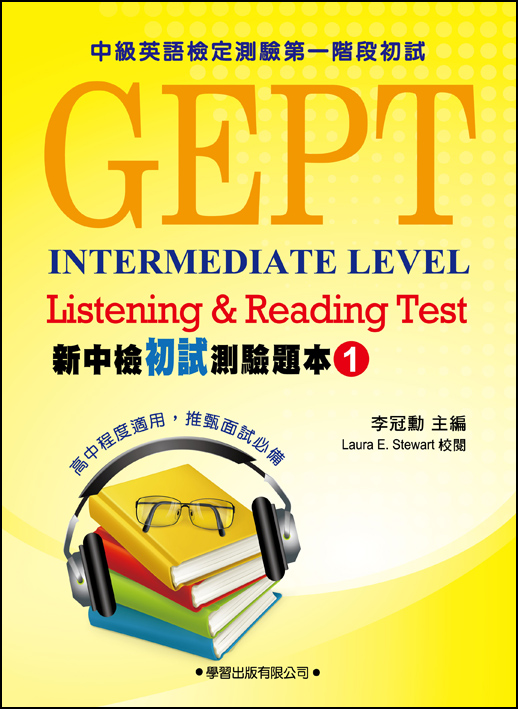 中級英語檢定測驗第一階段初試
GEPT
INTERMEDIATE LEVEL
Listening & Reading Test
新中檢初試測驗題本1
李冠勳 主編
Laura E. Stewart 校閱
高中程度適用，推甄面試必備
•學習出版有限公司•